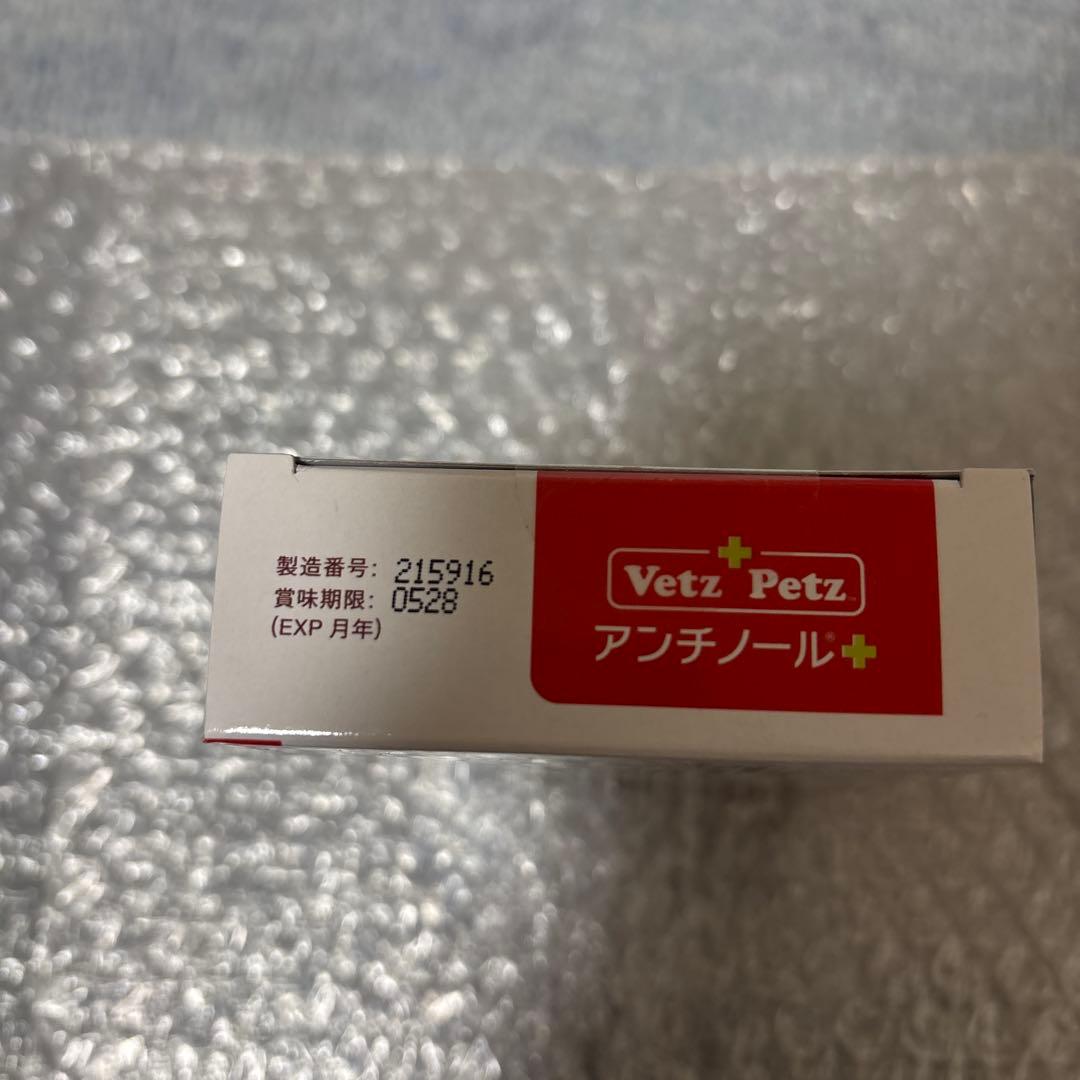 製造番号: 215916
賞味期限: 0528
(EXP 月年)
Vetz Petz™
アンチノール®+